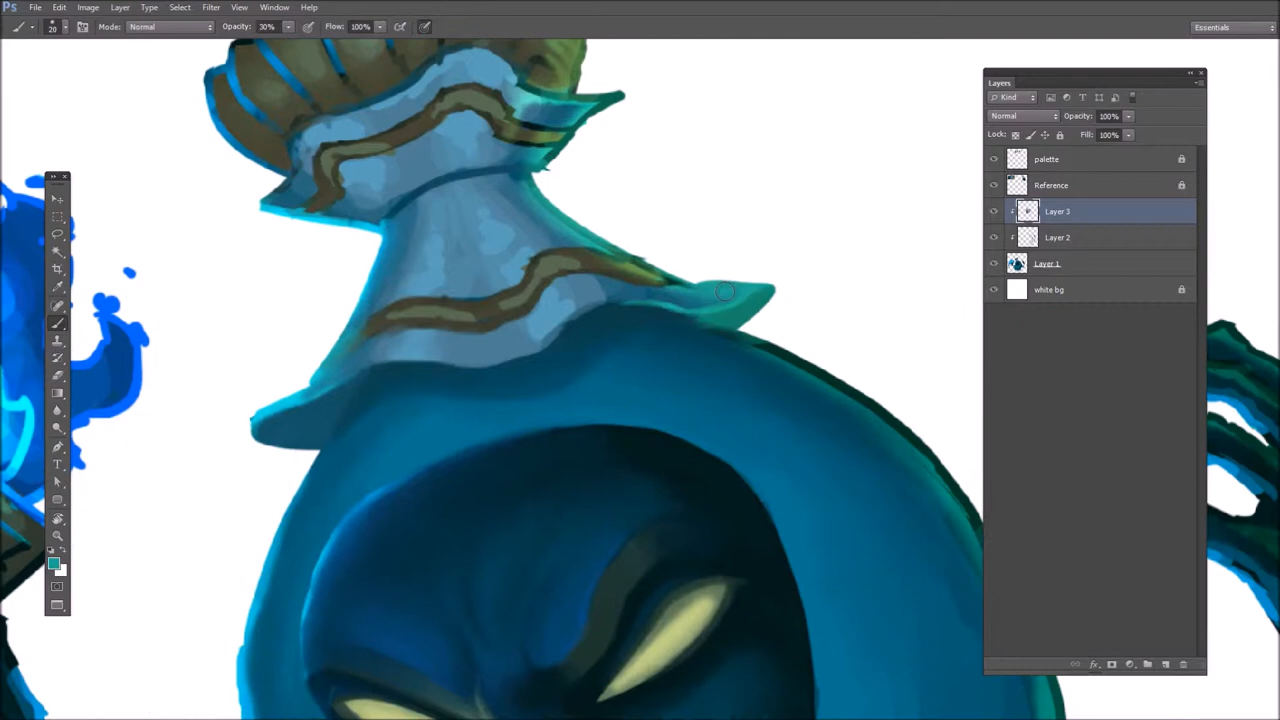 Ps File Edit Image Layer Type Select Filter View Window Help
20 Mode: Normal Opacity: 30% Flow: 100% Essentials
Layers
Kind
Normal Opacity: 100%
Lock: Fill: 100%
palette
Reference
Layer 3
Layer 2
Layer 1
white bg
T
fx